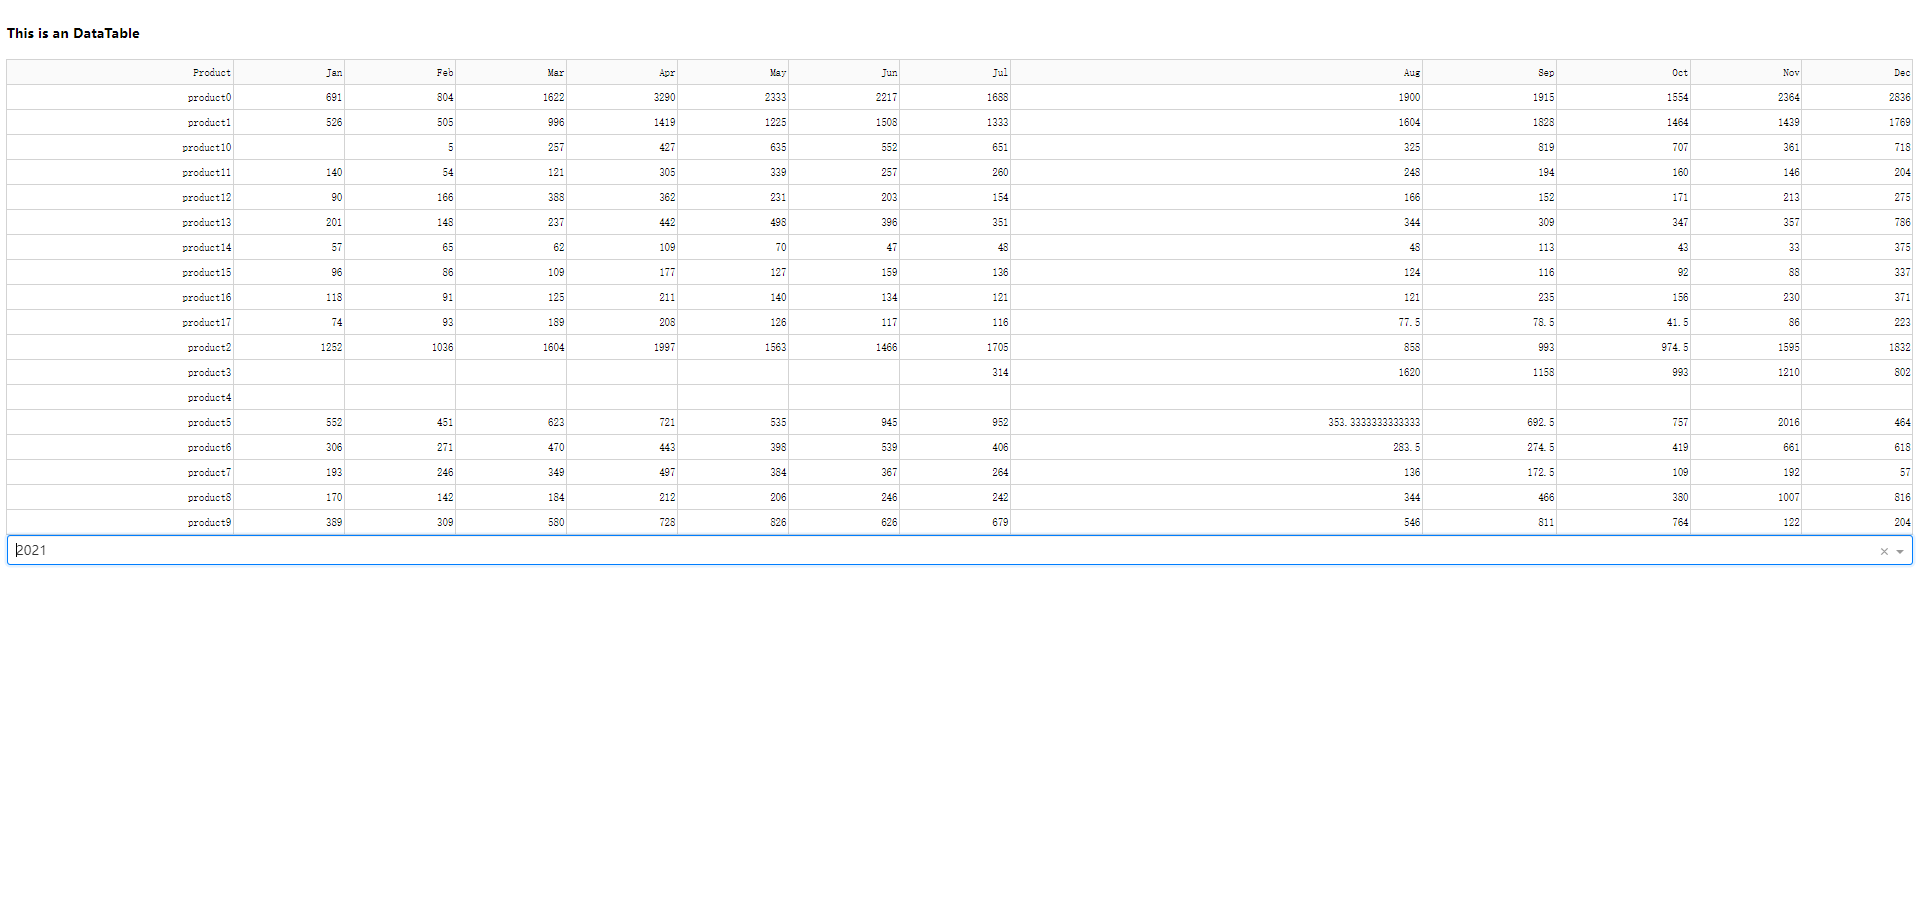 This is an DataTable
Product Jan Feb Mar Apr May Jun Jul Aug Sep Oct Nov Dec
product0 691 804 1622 3290 2333 2217 1688 1900 1915 1554 2364 2836
product1 526 505 996 1419 1225 1508 1333 1604 1828 1464 1439 1769
product10 5 257 427 635 552 651 325 819 707 361 718
product11 140 54 121 305 339 257 260 248 194 160 146 204
product12 90 166 388 362 231 203 154 166 152 171 213 275
product13 201 148 237 442 498 396 351 344 309 347 357 786
product14 57 65 62 109 70 47 48 48 113 43 33 375
product15 96 86 109 177 127 159 136 124 116 92 88 337
product16 118 91 125 211 140 134 121 121 235 156 230 371
product17 74 93 189 208 126 117 116 77.5 78.5 41.5 86 223
product2 1252 1036 1604 1997 1563 1466 1705 858 993 974.5 1595 1832
product3 314 1620 1158 993 1210 802
product4
product5 552 451 623 721 535 945 952 353.3333333333333 692.5 757 2016 464
product6 306 271 470 443 398 539 406 283.5 274.5 419 661 618
product7 193 246 349 497 384 367 264 136 172.5 109 192 57
product8 170 142 184 212 206 246 242 344 466 380 1007 816
product9 389 309 580 728 826 626 679 546 811 764 122 204
2021